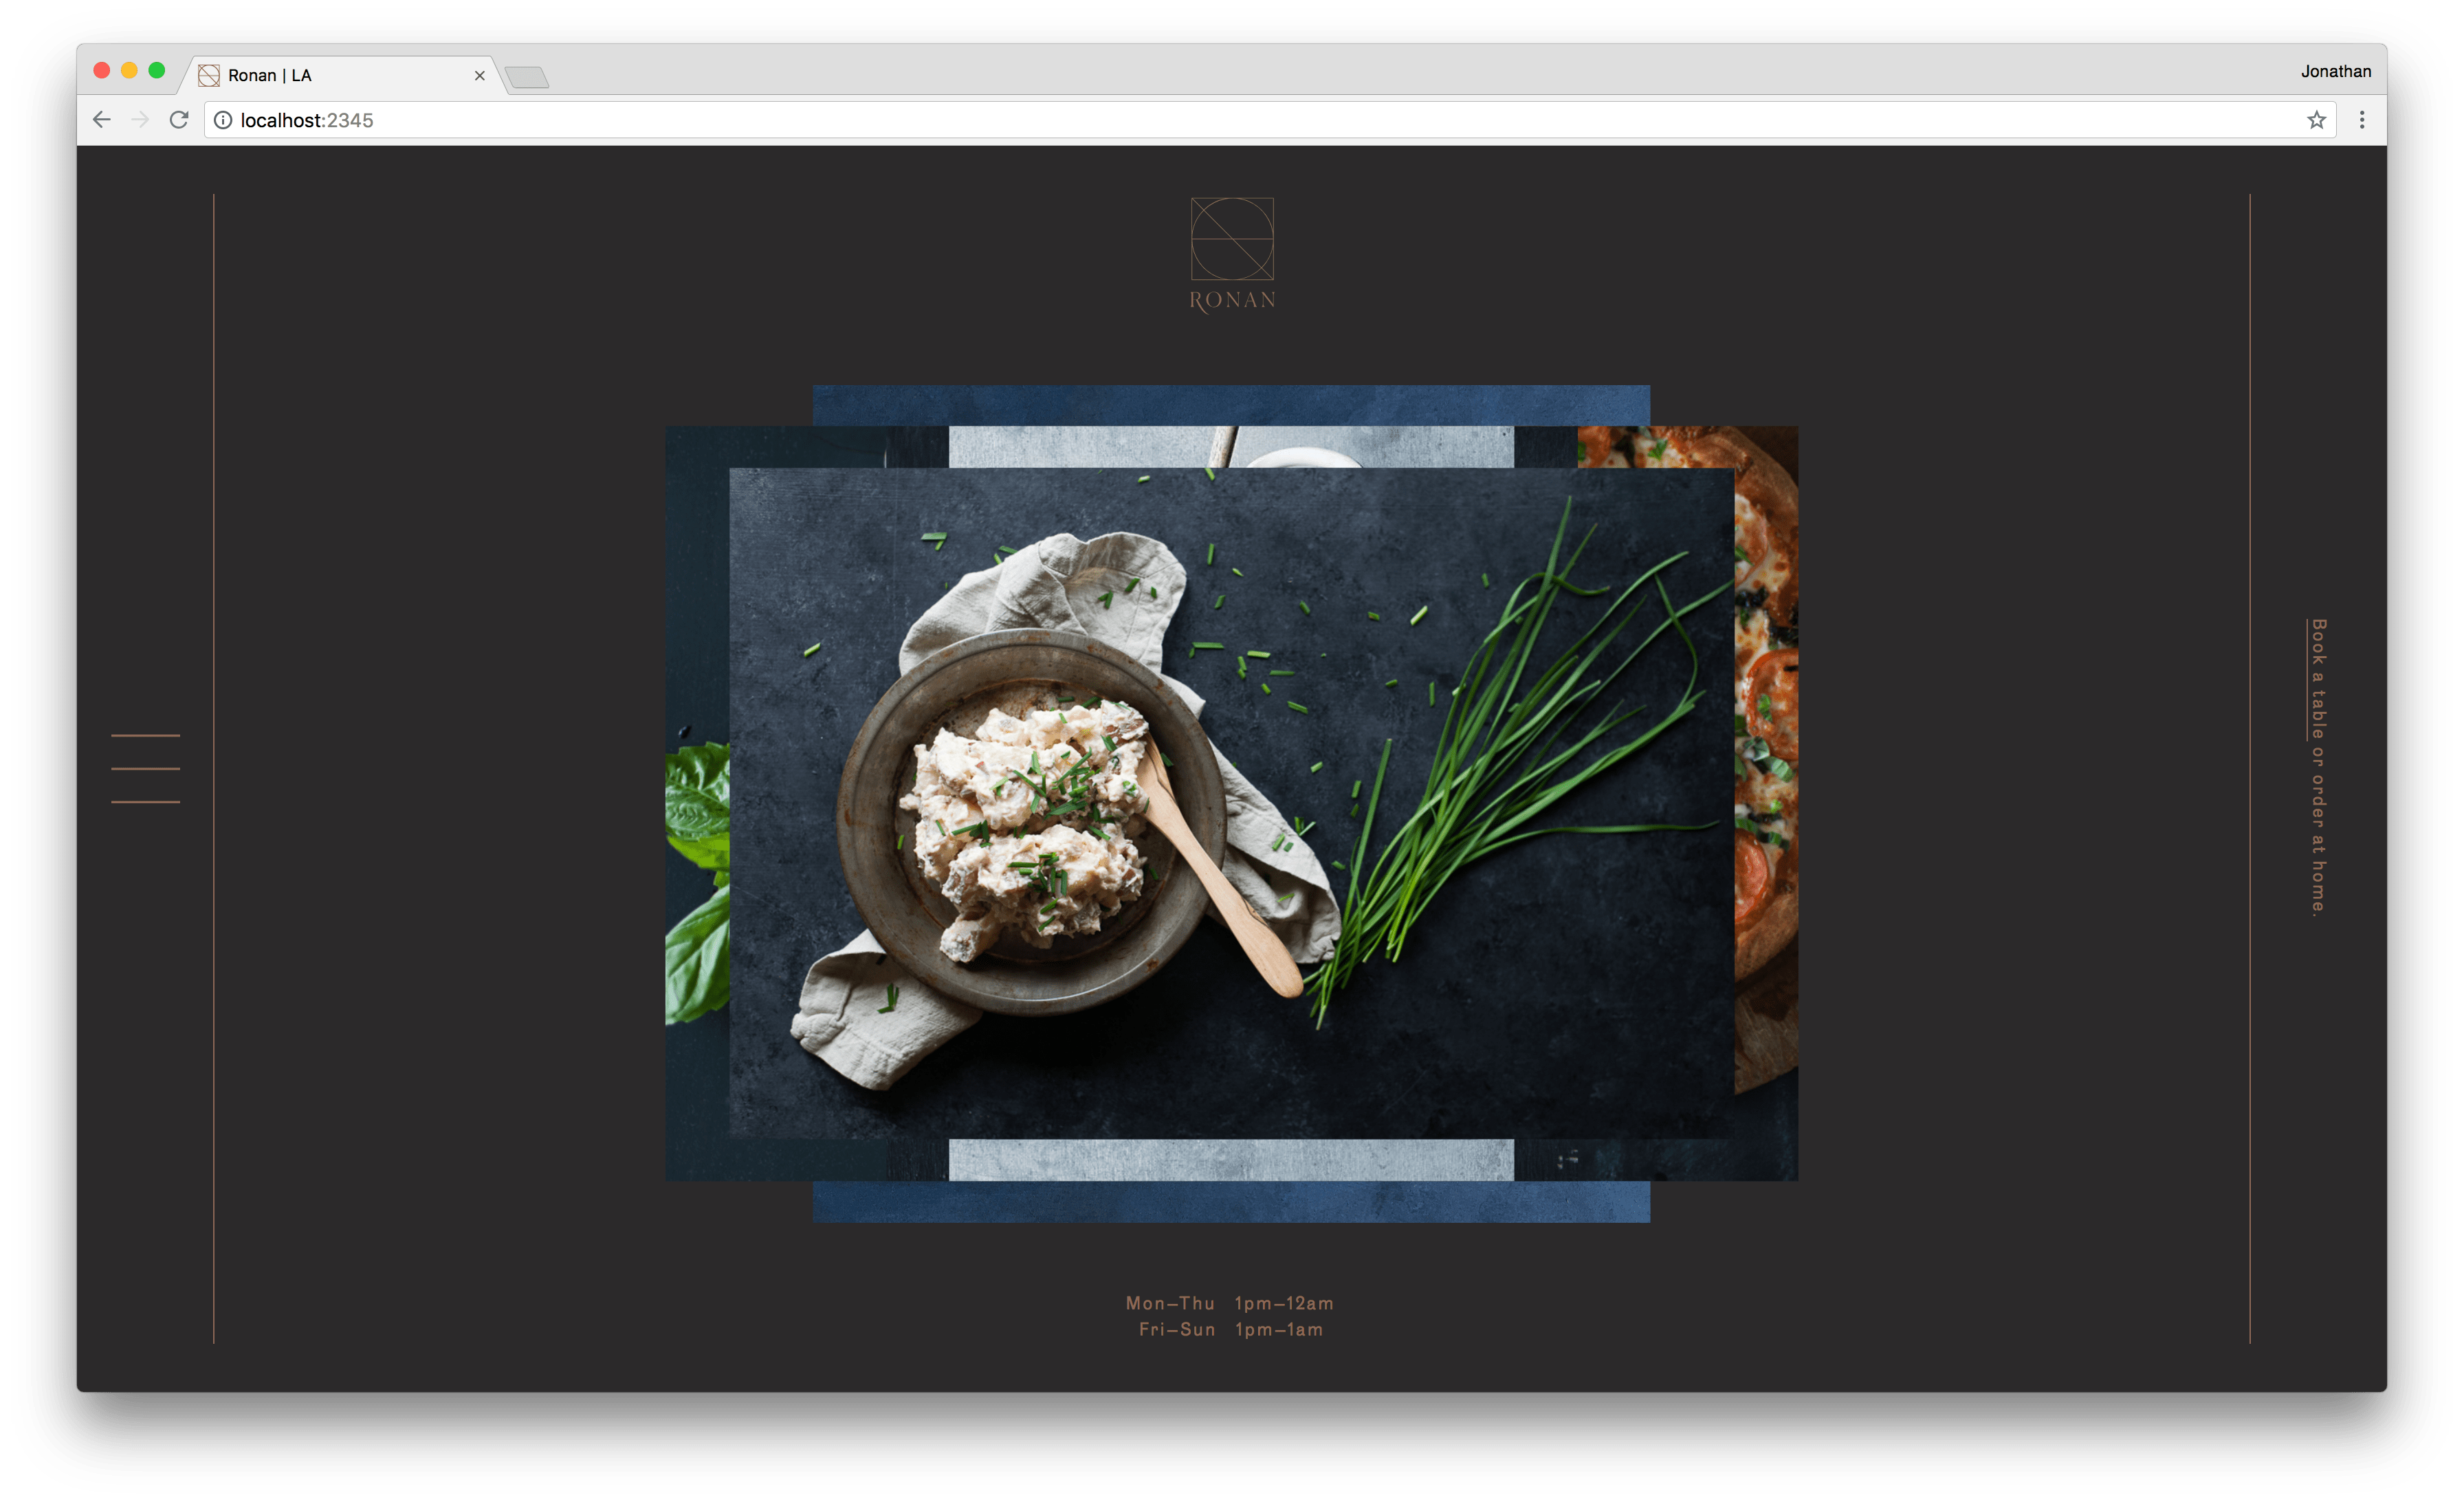 Ronan | LA
Jonathan
localhost:2345
RONAN
Book a table or order at home.
Mon–Thu 1pm–12am
Fri–Sun 1pm–1am